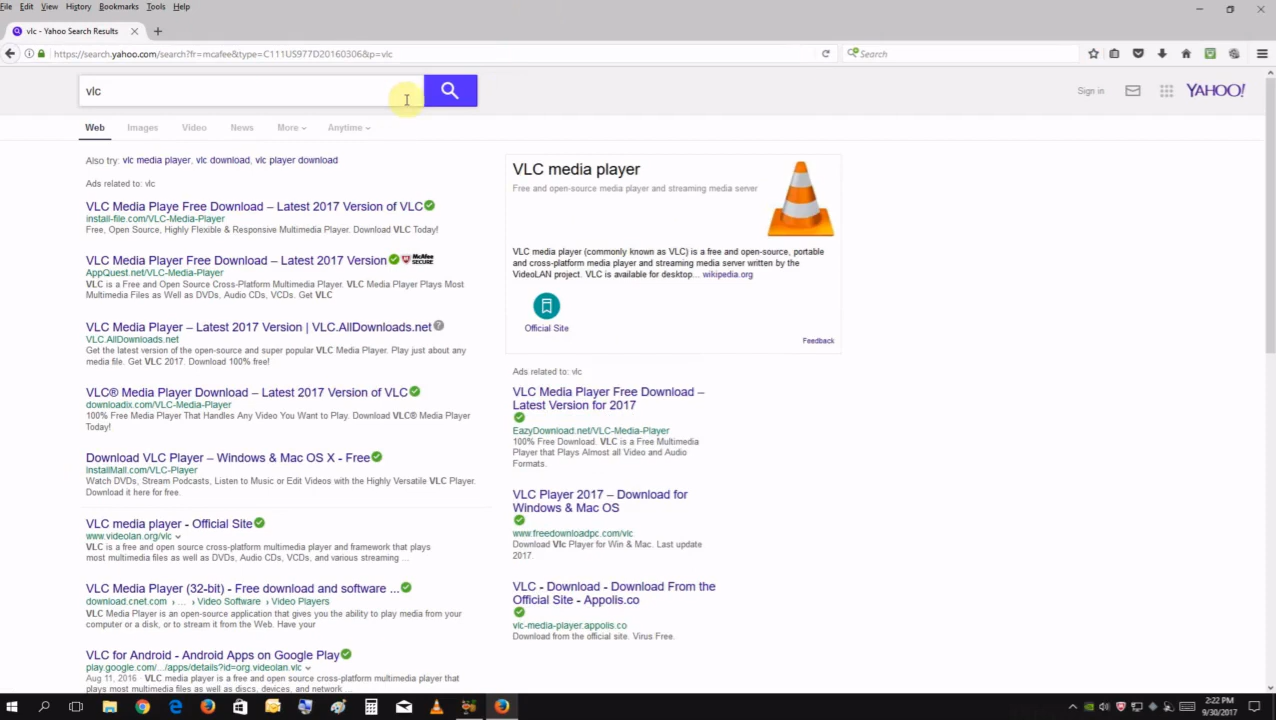 File Edit View History Bookmarks Tools Help
vlc - Yahoo Search Results
https://search.yahoo.com/search?fr=mcafee&type=C111US977D20160306&p=vlc
Search
vlc
Sign in
YAHOO!
Web Images Video News More Anytime
Also try: vlc media player, vlc download, vlc player download
Ads related to: vlc
VLC Media Playe Free Download – Latest 2017 Version of VLC
install-file.com/VLC-Media-Player
Free, Open Source, Highly Flexible & Responsive Multimedia Player. Download VLC Today!
VLC Media Player Free Download – Latest 2017 Version
McAfee SECURE
AppQuest.net/VLC-Media-Player
VLC is a Free and Open Source Cross-Platform Multimedia Player. VLC Media Player Plays Most
Multimedia Files as Well as DVDs, Audio CDs, VCDs. Get VLC
VLC Media Player – Latest 2017 Version | VLC.AllDownloads.net
VLC.AllDownloads.net
Get the latest version of the open-source and super popular VLC Media Player. Play just about any
media file. Get VLC 2017. Download 100% free!
VLC® Media Player Download – Latest 2017 Version of VLC
downloadix.com/VLC-Media-Player
100% Free Media Player That Handles Any Video You Want to Play. Download VLC® Media Player
Today!
Download VLC Player – Windows & Mac OS X - Free
InstallMall.com/VLC-Player
Watch DVDs, Stream Podcasts, Listen to Music or Edit Videos with the Highly Versatile VLC Player.
Download it here for free.
VLC media player - Official Site
www.videolan.org/vlc
VLC is a free and open source cross-platform multimedia player and framework that plays
most multimedia files as well as DVDs, Audio CDs, VCDs, and various streaming ...
VLC Media Player (32-bit) - Free download and software ...
download.cnet.com › ... › Video Software › Video Players
VLC Media Player is an open-source application that gives you the ability to play media from your
computer or a disk, or to stream it from the Web. Have your
VLC for Android - Android Apps on Google Play
play.google.com/.../apps/details?id=org.videolan.vlc
Aug 11, 2016 · VLC media player is a free and open source cross-platform multimedia player that
plays most multimedia files as well as discs, devices, and network ...
VLC media player
Free and open-source media player and streaming media server
VLC media player (commonly known as VLC) is a free and open-source, portable
and cross-platform media player and streaming media server written by the
VideoLAN project. VLC is available for desktop... wikipedia.org
Official Site
Feedback
Ads related to: vlc
VLC Media Player Free Download –
Latest Version for 2017
EazyDownload.net/VLC-Media-Player
100% Free Download. VLC is a Free Multimedia
Player that Plays Almost all Video and Audio
Formats.
VLC Player 2017 – Download for
Windows & Mac OS
www.freedownloadpc.com/vlc
Download Vlc Player for Win & Mac. Last update
2017.
VLC - Download - Download From the
Official Site - Appolis.co
vlc-media-player.appolis.co
Download from the official site. Virus Free.
2:22 PM
9/30/2017